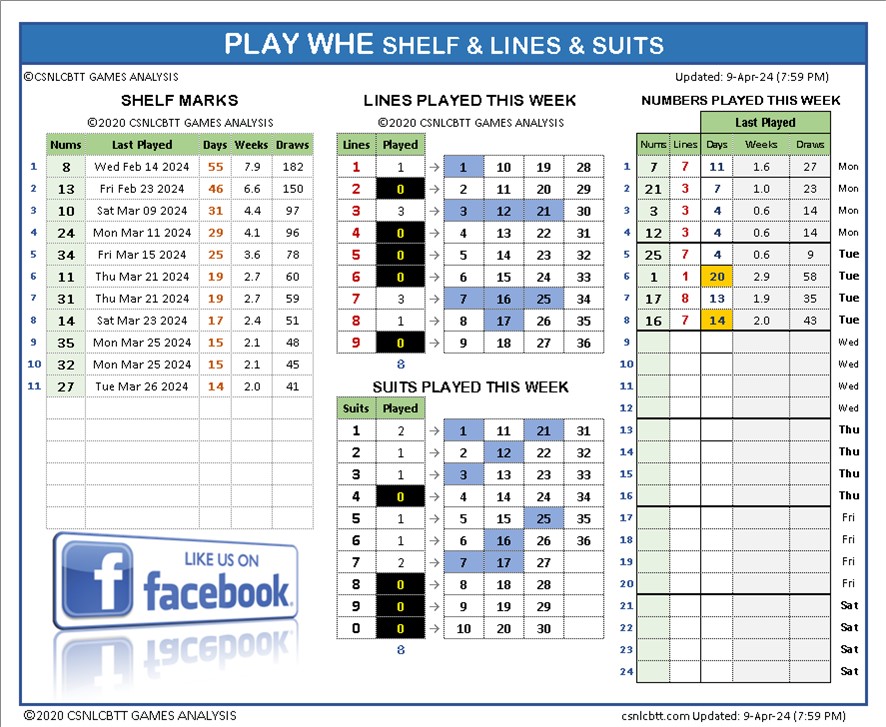 PLAY WHE SHELF & LINES & SUITS
©CSNLCBTT GAMES ANALYSIS
Updated: 9-Apr-24 (7:59 PM)
SHELF MARKS
©2020 CSNLCBTT GAMES ANALYSIS
Nums Last Played Days Weeks Draws
1 8 Wed Feb 14 2024 55 7.9 182
2 13 Fri Feb 23 2024 46 6.6 150
3 10 Sat Mar 09 2024 31 4.4 97
4 24 Mon Mar 11 2024 29 4.1 96
5 34 Fri Mar 15 2024 25 3.6 78
6 11 Thu Mar 21 2024 19 2.7 60
7 31 Thu Mar 21 2024 19 2.7 59
8 14 Sat Mar 23 2024 17 2.4 51
9 35 Mon Mar 25 2024 15 2.1 48
10 32 Mon Mar 25 2024 15 2.1 45
11 27 Tue Mar 26 2024 14 2.0 41
LIKE US ON
f facebook
LINES PLAYED THIS WEEK
©2020 CSNLCBTT GAMES ANALYSIS
Lines Played
1 1 → 1 10 19 28
2 0 → 2 11 20 29
3 3 → 3 12 21 30
4 0 → 4 13 22 31
5 0 → 5 14 23 32
6 0 → 6 15 24 33
7 3 → 7 16 25 34
8 1 → 8 17 26 35
9 0 → 9 18 27 36
8
SUITS PLAYED THIS WEEK
Suits Played
1 2 → 1 11 21 31
2 1 → 2 12 22 32
3 1 → 3 13 23 33
4 0 → 4 14 24 34
5 1 → 5 15 25 35
6 1 → 6 16 26 36
7 2 → 7 17 27
8 0 → 8 18 28
9 0 → 9 19 29
0 0 → 10 20 30
8
NUMBERS PLAYED THIS WEEK
Last Played
Nums Lines Days Weeks Draws
1 7 7 11 1.6 27 Mon
2 21 3 7 1.0 23 Mon
3 3 3 4 0.6 14 Mon
4 12 3 4 0.6 14 Mon
5 25 7 4 0.6 9 Tue
6 1 1 20 2.9 58 Tue
7 17 8 13 1.9 35 Tue
8 16 7 14 2.0 43 Tue
9 Wed
10 Wed
11 Wed
12 Wed
13 Thu
14 Thu
15 Thu
16 Thu
17 Fri
18 Fri
19 Fri
20 Fri
21 Sat
22 Sat
23 Sat
24 Sat
©2020 CSNLCBTT GAMES ANALYSIS
csnlcbtt.com Updated: 9-Apr-24 (7:59 PM)